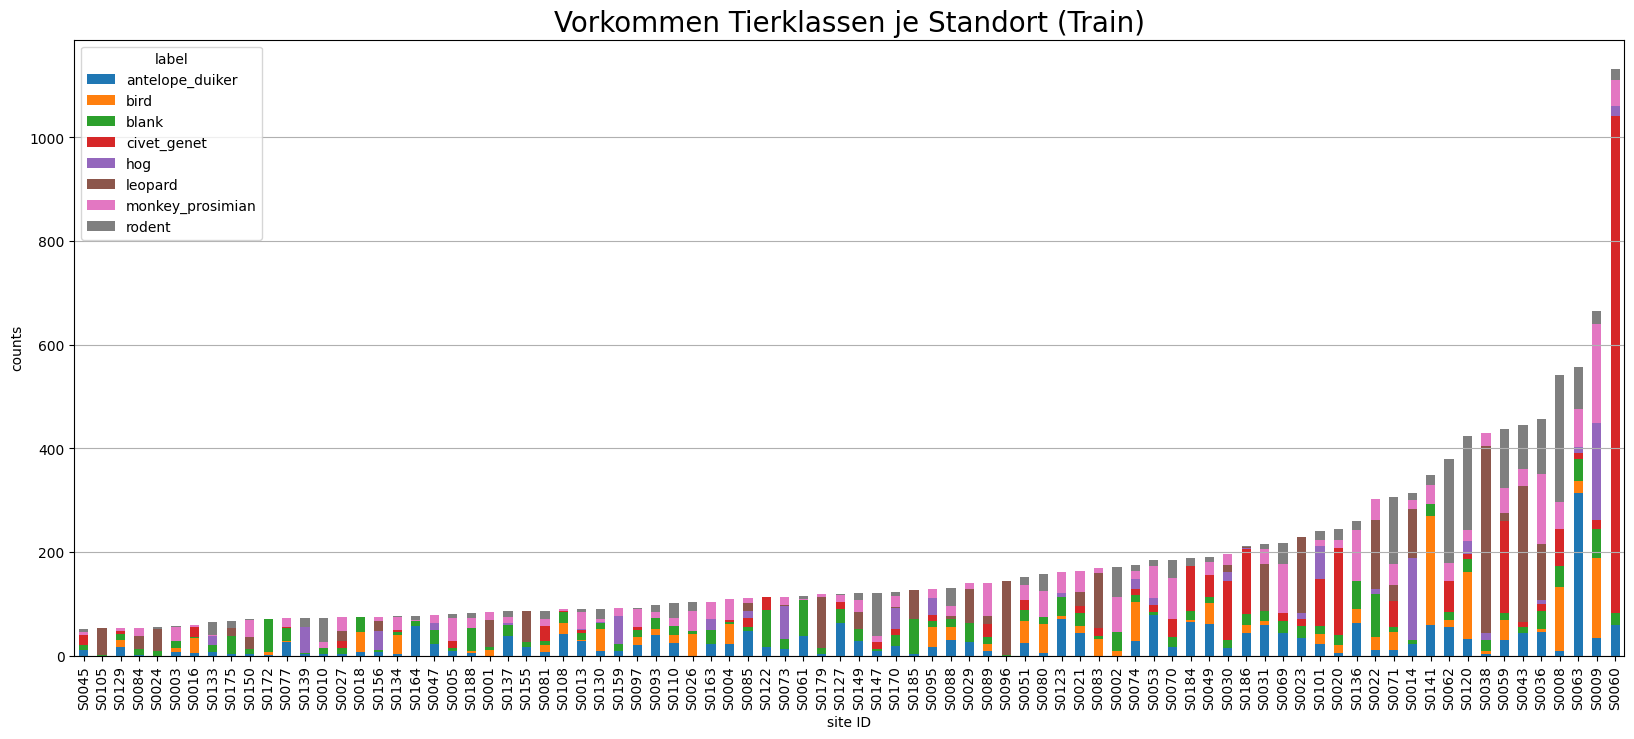 Vorkommen Tierklassen je Standort (Train)
label
antelope_duiker
bird
blank
civet_genet
hog
leopard
monkey_prosimian
rodent
counts
1000
800
600
400
200
0
S0045 S0105 S0129 S0084 S0024 S0003 S0016 S0133 S0175 S0150 S0172 S0077 S0139 S0010 S0027 S0018 S0156 S0134 S0164 S0047 S0005 S0188 S0001 S0137 S0155 S0081 S0108 S0013 S0130 S0159 S0097 S0093 S0110 S0026 S0163 S0004 S0085 S0122 S0073 S0061 S0179 S0127 S0149 S0147 S0170 S0185 S0095 S0088 S0029 S0089 S0096 S0051 S0080 S0123 S0021 S0083 S0002 S0074 S0053 S0070 S0184 S0049 S0030 S0186 S0031 S0069 S0023 S0101 S0020 S0136 S0022 S0071 S0014 S0141 S0062 S0120 S0038 S0059 S0043 S0036 S0008 S0063 S0009 S0060
site ID